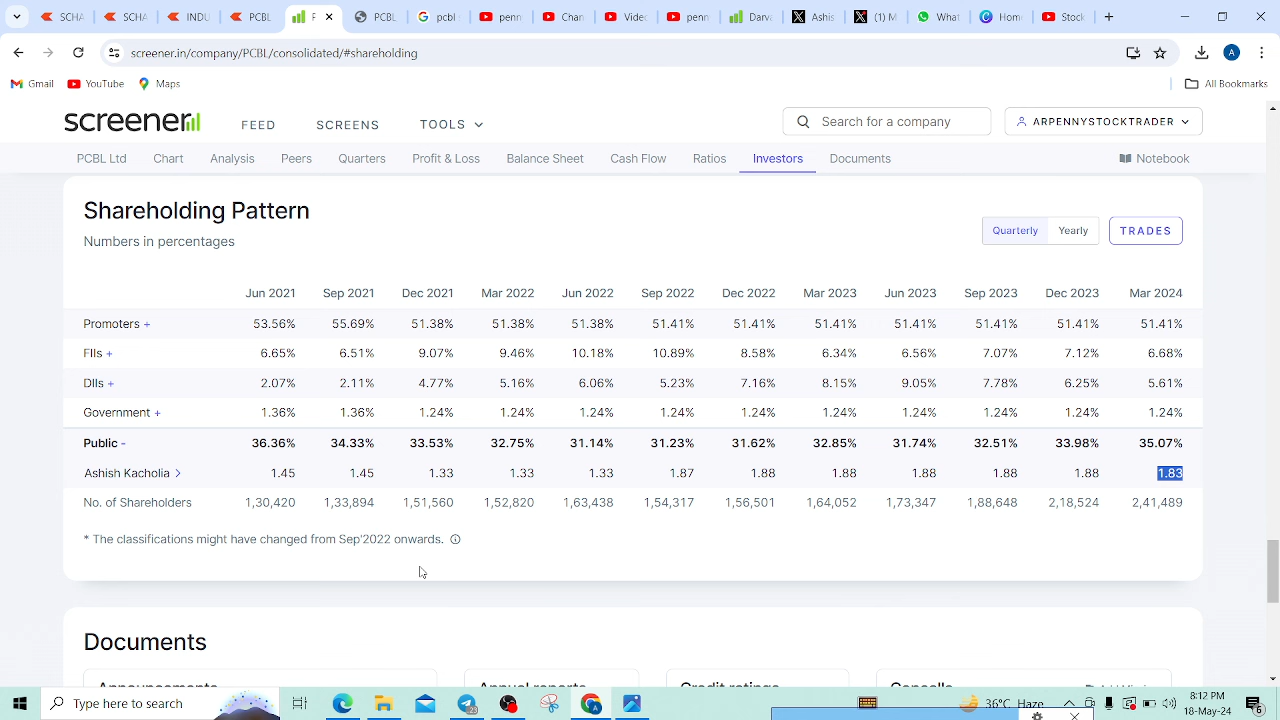 SCHA
SCHA
INDU
PCBL
F
PCBL
pcbl
penn
Chan
Vide
penn
Darva
Ashis
(1) M
What
Hom
Stock
screener.in/company/PCBL/consolidated/#shareholding
A
Gmail
YouTube
Maps
All Bookmarks
screener
FEED
SCREENS
TOOLS
Search for a company
ARPENNYSTOCKTRADER
PCBL Ltd
Chart
Analysis
Peers
Quarters
Profit & Loss
Balance Sheet
Cash Flow
Ratios
Investors
Documents
Notebook
Shareholding Pattern
Numbers in percentages
Quarterly
Yearly
TRADES
Jun 2021 Sep 2021 Dec 2021 Mar 2022 Jun 2022 Sep 2022 Dec 2022 Mar 2023 Jun 2023 Sep 2023 Dec 2023 Mar 2024
Promoters + 53.56% 55.69% 51.38% 51.38% 51.38% 51.41% 51.41% 51.41% 51.41% 51.41% 51.41% 51.41%
FIIs + 6.65% 6.51% 9.07% 9.46% 10.18% 10.89% 8.58% 6.34% 6.56% 7.07% 7.12% 6.68%
DIIs + 2.07% 2.11% 4.77% 5.16% 6.06% 5.23% 7.16% 8.15% 9.05% 7.78% 6.25% 5.61%
Government + 1.36% 1.36% 1.24% 1.24% 1.24% 1.24% 1.24% 1.24% 1.24% 1.24% 1.24% 1.24%
Public - 36.36% 34.33% 33.53% 32.75% 31.14% 31.23% 31.62% 32.85% 31.74% 32.51% 33.98% 35.07%
Ashish Kacholia 1.45 1.45 1.33 1.33 1.33 1.87 1.88 1.88 1.88 1.88 1.88 1.83
No. of Shareholders 1,30,420 1,33,894 1,51,560 1,52,820 1,63,438 1,54,317 1,56,501 1,64,052 1,73,347 1,88,648 2,18,524 2,41,489
* The classifications might have changed from Sep'2022 onwards.
Documents
Announcements
Annual reports
Credit ratings
Concalls
Type here to search
36°C Haze
8:12 PM
18-May-24
6